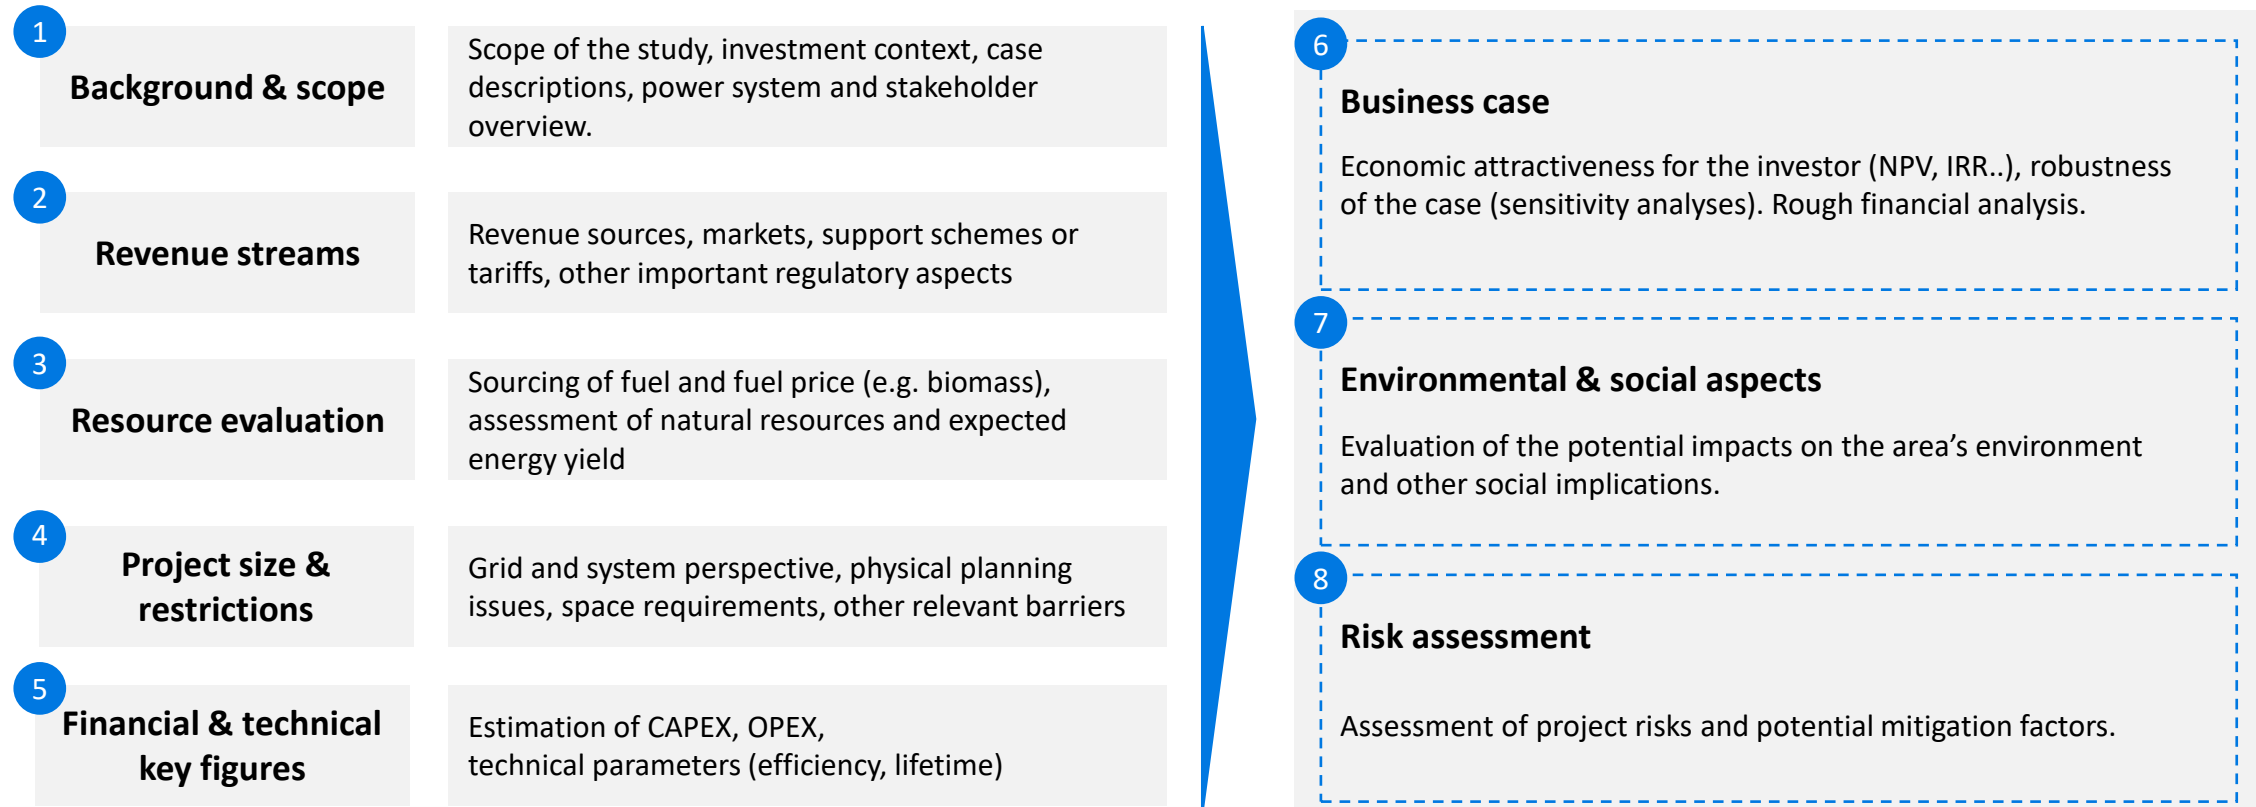 1
Background & scope
Scope of the study, investment context, case
descriptions, power system and stakeholder
overview.
2
Revenue streams
Revenue sources, markets, support schemes or
tariffs, other important regulatory aspects
3
Resource evaluation
Sourcing of fuel and fuel price (e.g. biomass),
assessment of natural resources and expected
energy yield
4
Project size &
restrictions
Grid and system perspective, physical planning
issues, space requirements, other relevant barriers
5
Financial & technical
key figures
Estimation of CAPEX, OPEX,
technical parameters (efficiency, lifetime)
6
Business case
Economic attractiveness for the investor (NPV, IRR..), robustness
of the case (sensitivity analyses). Rough financial analysis.
7
Environmental & social aspects
Evaluation of the potential impacts on the area’s environment
and other social implications.
8
Risk assessment
Assessment of project risks and potential mitigation factors.